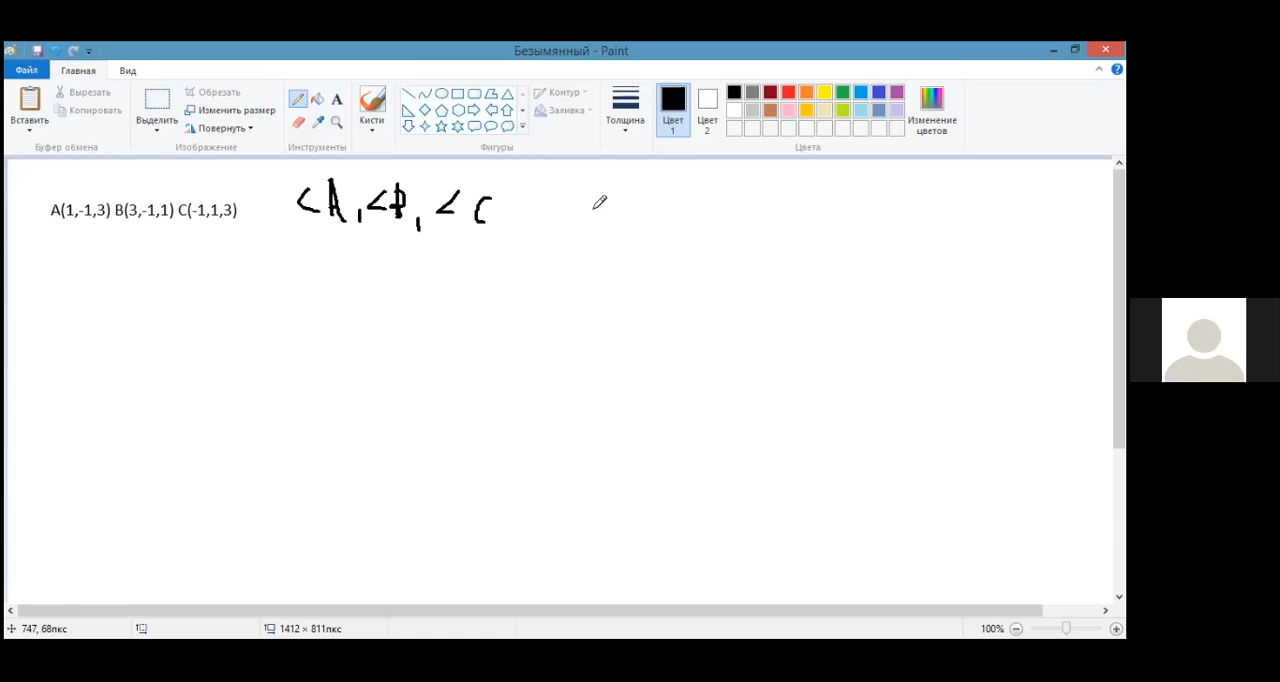 Безымянный - Paint
Файл Главная Вид
Вставить
Вырезать
Копировать
Буфер обмена
Выделить
Обрезать
Изменить размер
Повернуть
Изображение
A
Инструменты
Кисти
Контур
Заливка
Фигуры
Толщина
Цвет 1
Цвет 2
Изменение цветов
Цвета
A(1,-1,3) B(3,-1,1) C(-1,1,3) <A, <B, < C
747, 68пкс 1412 × 811пкс 100%